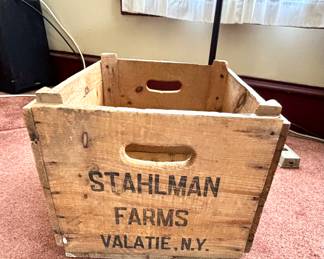 STAHLMAN
FARMS
VALATIE, N.Y.